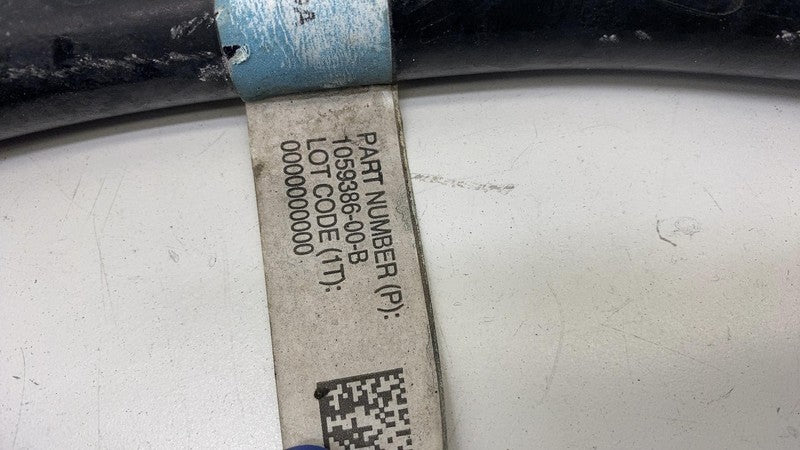 PART NUMBER (P):
1059386-00-B
LOT CODE (1T):
0000000000